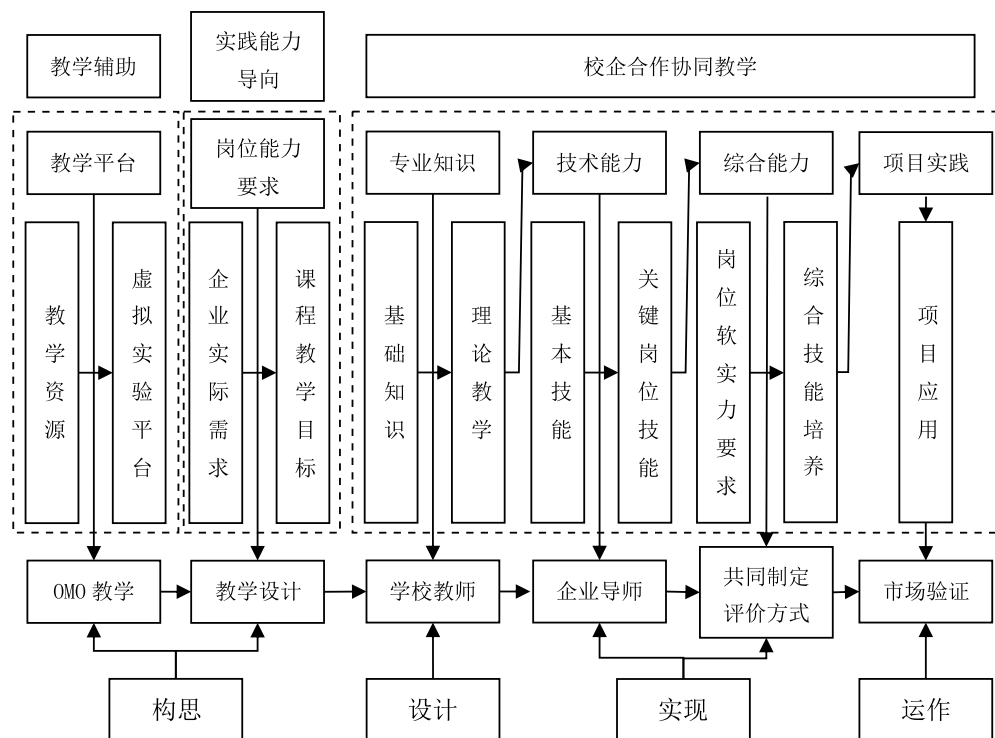 教学辅助
实践能力
导向
校企合作协同教学
教学平台
岗位能力
要求
专业知识
技术能力
综合能力
项目实践
教学资源
虚拟实验平台
企业实际需求
课程教学目标
基础知识
理论教学
基本技能
关键岗位技能
岗位软实力要求
综合技能培养
项目应用
OMO 教学
教学设计
学校教师
企业导师
共同制定
评价方式
市场验证
构思
设计
实现
运作